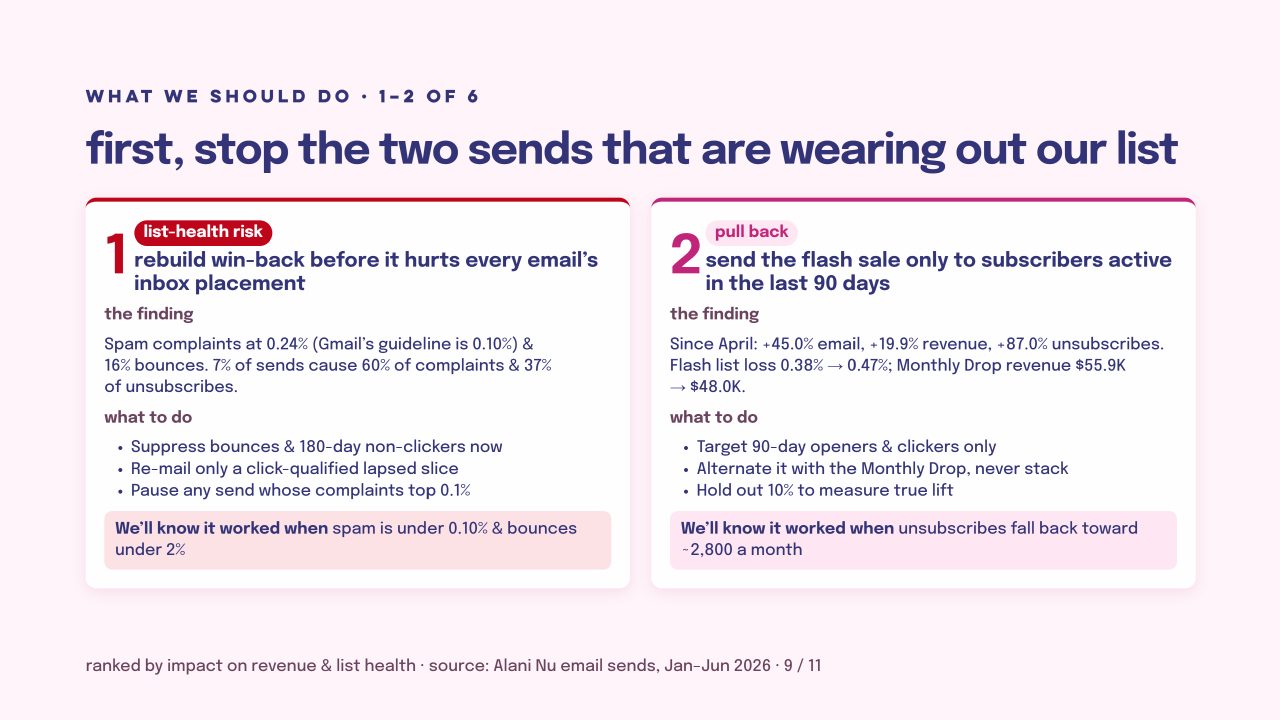 WHAT WE SHOULD DO · 1–2 OF 6
first, stop the two sends that are wearing out our list
1
list-health risk
rebuild win-back before it hurts every email’s
inbox placement
the finding
Spam complaints at 0.24% (Gmail’s guideline is 0.10%) &
16% bounces. 7% of sends cause 60% of complaints & 37%
of unsubscribes.
what to do
• Suppress bounces & 180-day non-clickers now
• Re-mail only a click-qualified lapsed slice
• Pause any send whose complaints top 0.1%
We’ll know it worked when spam is under 0.10% & bounces
under 2%
2
pull back
send the flash sale only to subscribers active
in the last 90 days
the finding
Since April: +45.0% email, +19.9% revenue, +87.0% unsubscribes.
Flash list loss 0.38% → 0.47%; Monthly Drop revenue $55.9K
→ $48.0K.
what to do
• Target 90-day openers & clickers only
• Alternate it with the Monthly Drop, never stack
• Hold out 10% to measure true lift
We’ll know it worked when unsubscribes fall back toward
~2,800 a month
ranked by impact on revenue & list health · source: Alani Nu email sends, Jan–Jun 2026 · 9 / 11